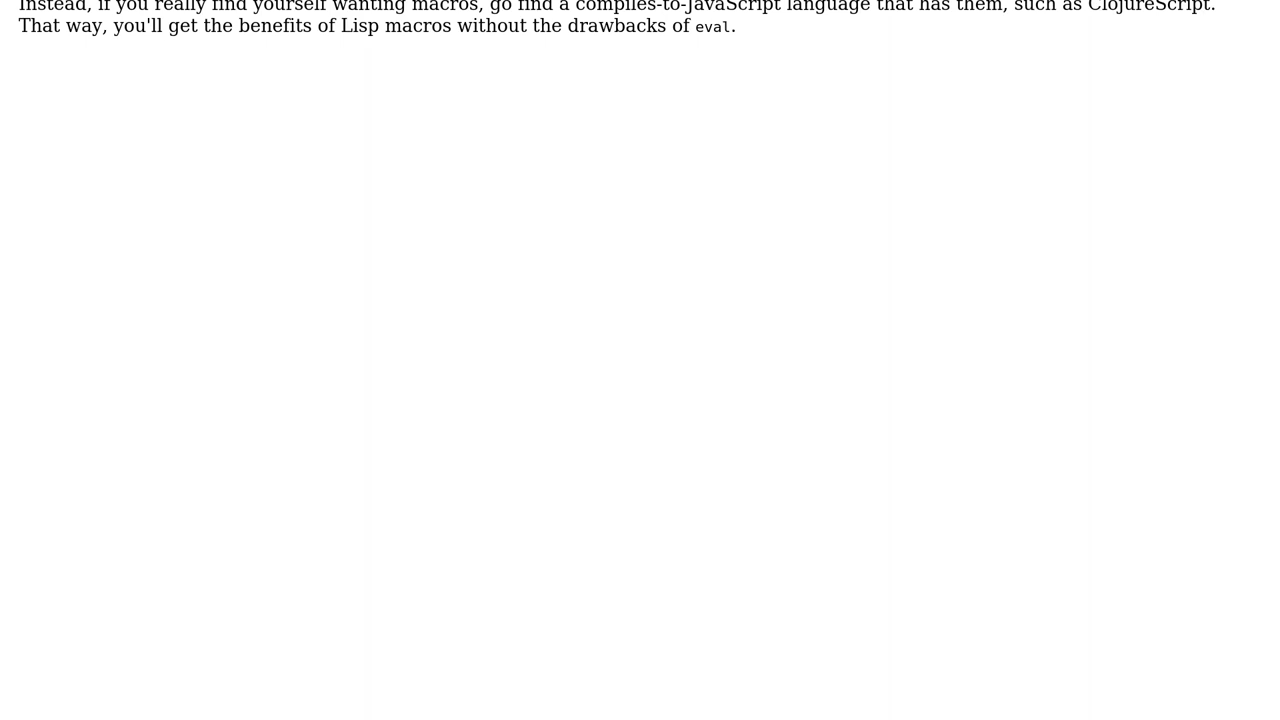 Instead, if you really find yourself wanting macros, go find a compiles-to-JavaScript language that has them, such as ClojureScript.
That way, you'll get the benefits of Lisp macros without the drawbacks of eval.